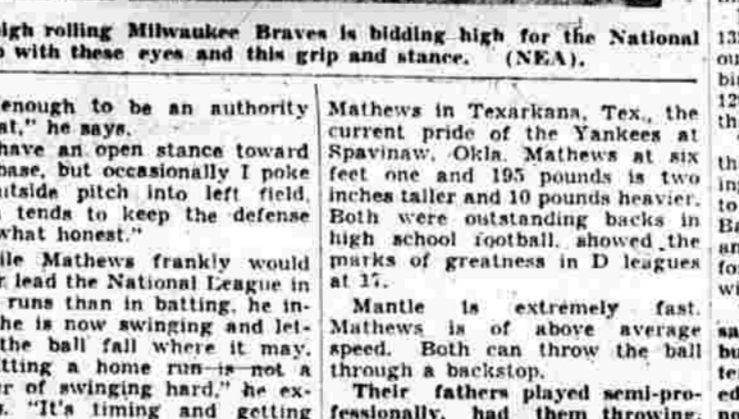 igh rolling Milwaukee Braves is bidding high for the National
with these eyes and this grip and stance. (NEA).
enough to be an authority
at," he says.
have an open stance toward
base, but occasionally I poke
utside pitch into left field,
tends to keep the defense
what honest."
ile Mathews frankly would
lead the National League in
runs than in batting, he in-
he is now swinging and let-
the ball fall where it may.
tting a home run is not a
r of swinging hard," he ex-
"It's timing and getting
Mathews in Texarkana, Tex., the
current pride of the Yankees at
Spavinaw, Okla. Mathews at six
feet one and 195 pounds is two
inches taller and 10 pounds heavier.
Both were outstanding backs in
high school football, showed the
marks of greatness in D leagues
at 17.
Mantle is extremely fast.
Mathews is of above average
speed. Both can throw the ball
through a backstop.
Their fathers played semi-pro-
fessionally, had them throwing,